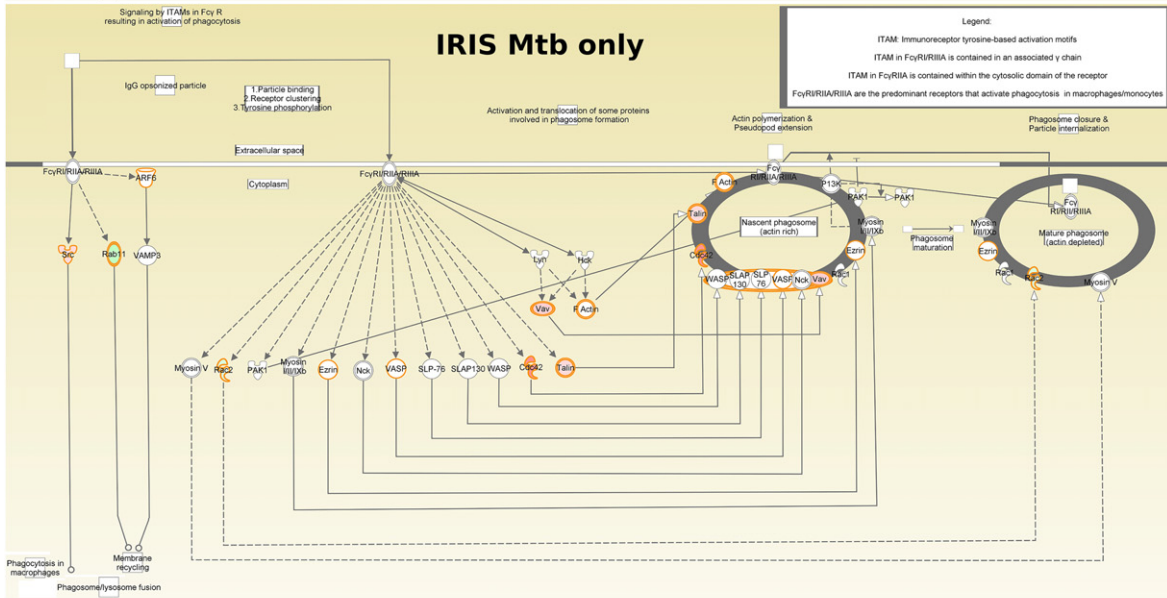 Signaling by ITAMs in Fcγ R
resulting in activation of phagocytosis
IRIS Mtb only
Legend:
ITAM: Immunoreceptor tyrosine-based activation motifs
ITAM in FcγRI/RIIIA is contained in an associated γ chain
ITAM in FcγRIIA is contained within the cytosolic domain of the receptor
FcγRI/RIIA/RIIIA are the predominant receptors that activate phagocytosis in macrophages/monocytes
IgG opsonized particle
1.Particle binding
2.Receptor clustering
3.Tyrosine phosphorylation
Activation and translocation of some proteins
involved in phagosome formation
Actin polymerization &
Pseudopod extension
Phagosome closure &
Particle internalization
Extracellular space
Cytoplasm
FcγRI/RIIA/RIIIA
ARF6
FcγRI/RIIA/RIIIA
Fcγ
RI/RIIA/RIIIA
F Actin
P13K
PAK1
PAK1
Talin
Nascent phagosome
(actin rich)
Myosin
I/II/IXb
Cdc42
Ezrin
WASP
SLAP
130
SLP
76
VASP
Nck
Vav
Rac1
Phagosome
maturation
Fcγ
RI/RII/RIIIA
Mature phagosome
(actin depleted)
Myosin
I/II/IXb
Ezrin
Rac1
Rac2
Myosin V
Src
Rab11
VAMP3
Lyn
Hck
Vav
F Actin
Myosin V
Rac2
PAK1
Myosin
I/II/IXb
Ezrin
Nck
VASP
SLP-76
SLAP130
WASP
Cdc42
Talin
Phagocytosis in
macrophages
Membrane
recycling
Phagosome/lysosome fusion